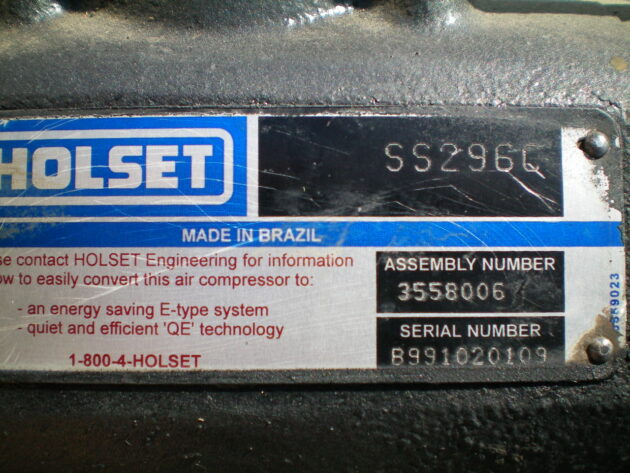 HOLSET
SS296G
MADE IN BRAZIL
contact HOLSET Engineering for information
to easily convert this air compressor to:
- an energy saving E-type system
- quiet and efficient 'QE' technology
1-800-4-HOLSET
ASSEMBLY NUMBER
3558006
SERIAL NUMBER
B991020109